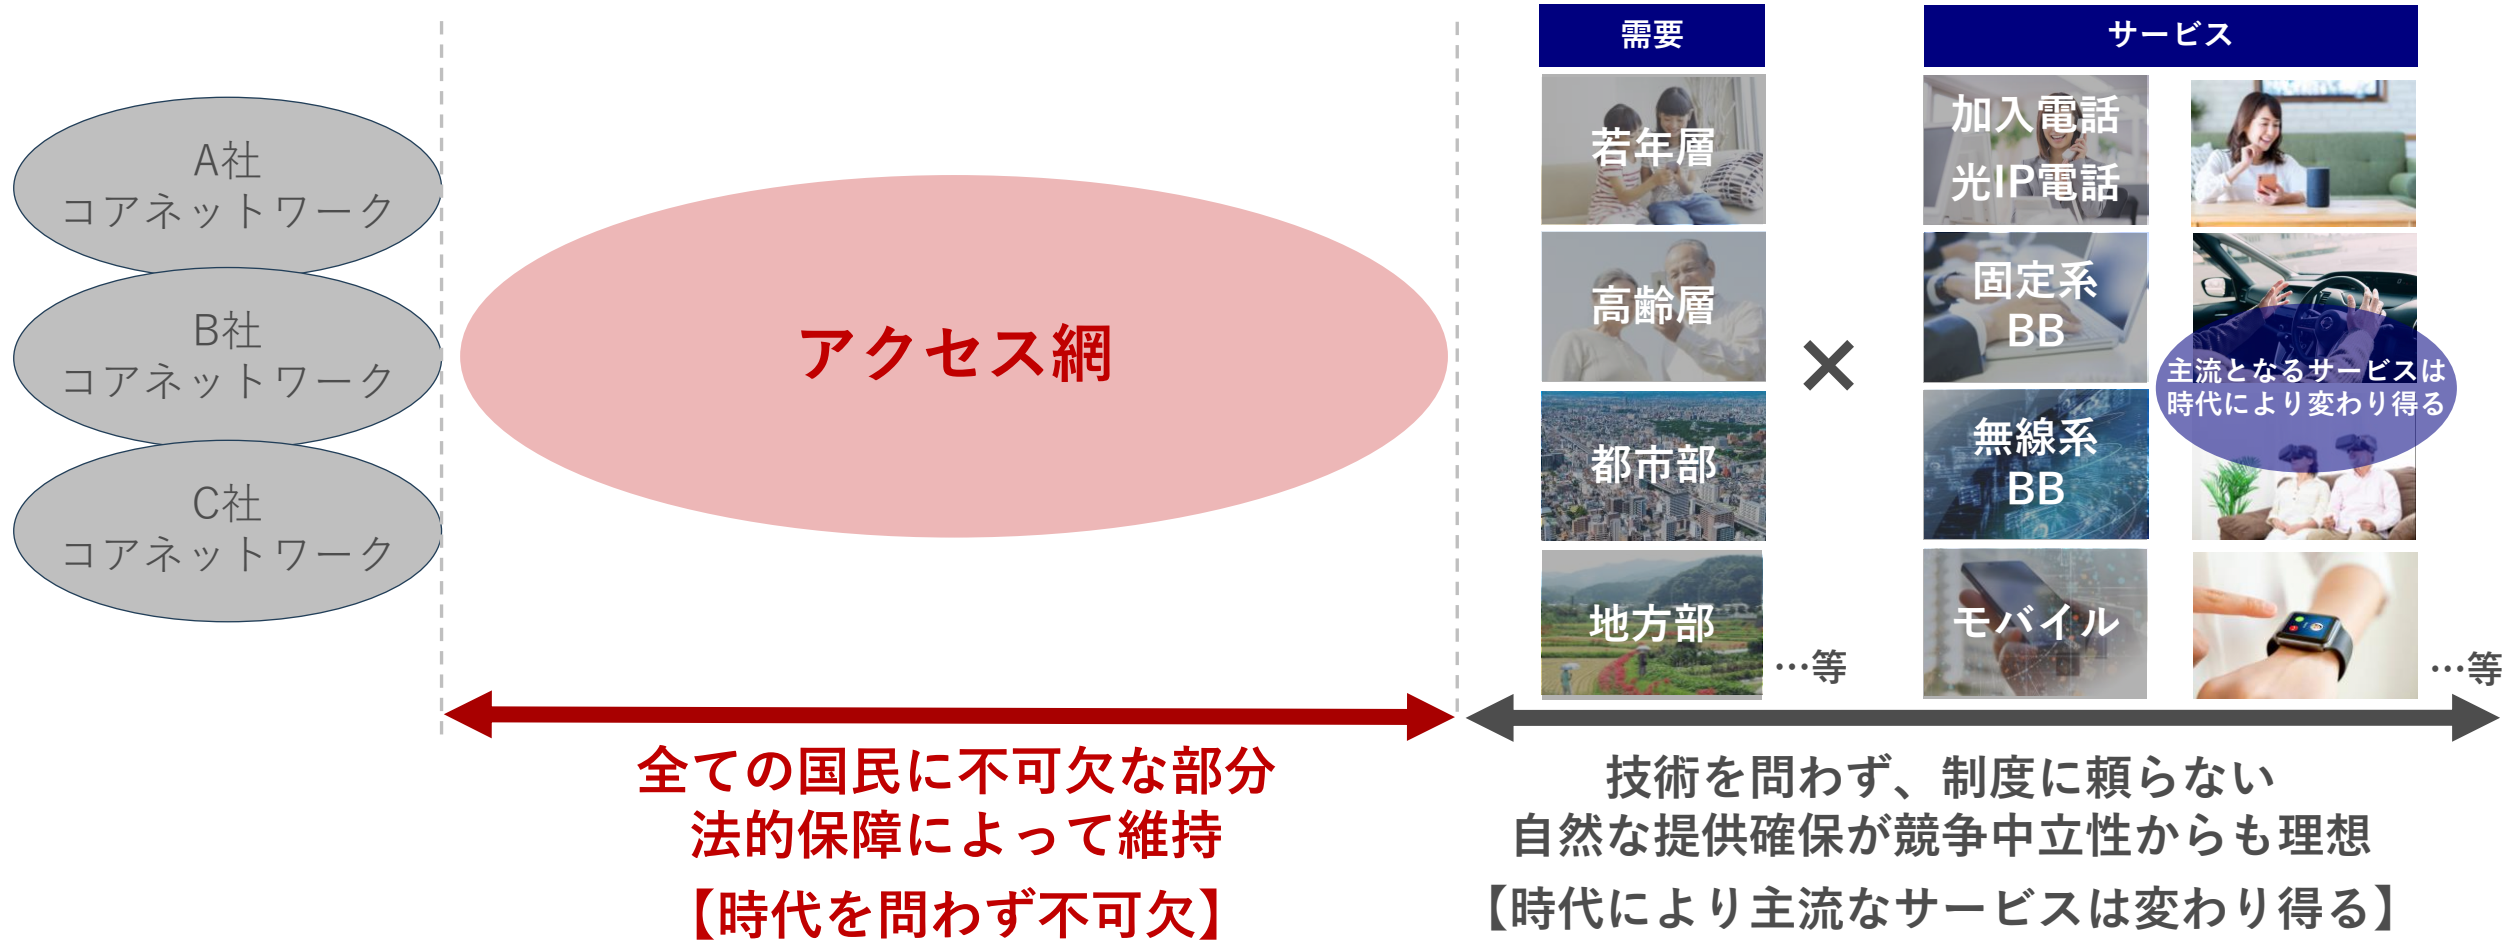 A社
コアネットワーク
B社
コアネットワーク
C社
コアネットワーク
アクセス網
全ての国民に不可欠な部分
法的保障によって維持
【時代を問わず不可欠】
需要
若年層
高齢層
都市部
地方部
…等
×
サービス
加入電話
光IP電話
固定系
BB
無線系
BB
モバイル
主流となるサービスは
時代により変わり得る
…等
技術を問わず、制度に頼らない
自然な提供確保が競争中立性からも理想
【時代により主流なサービスは変わり得る】